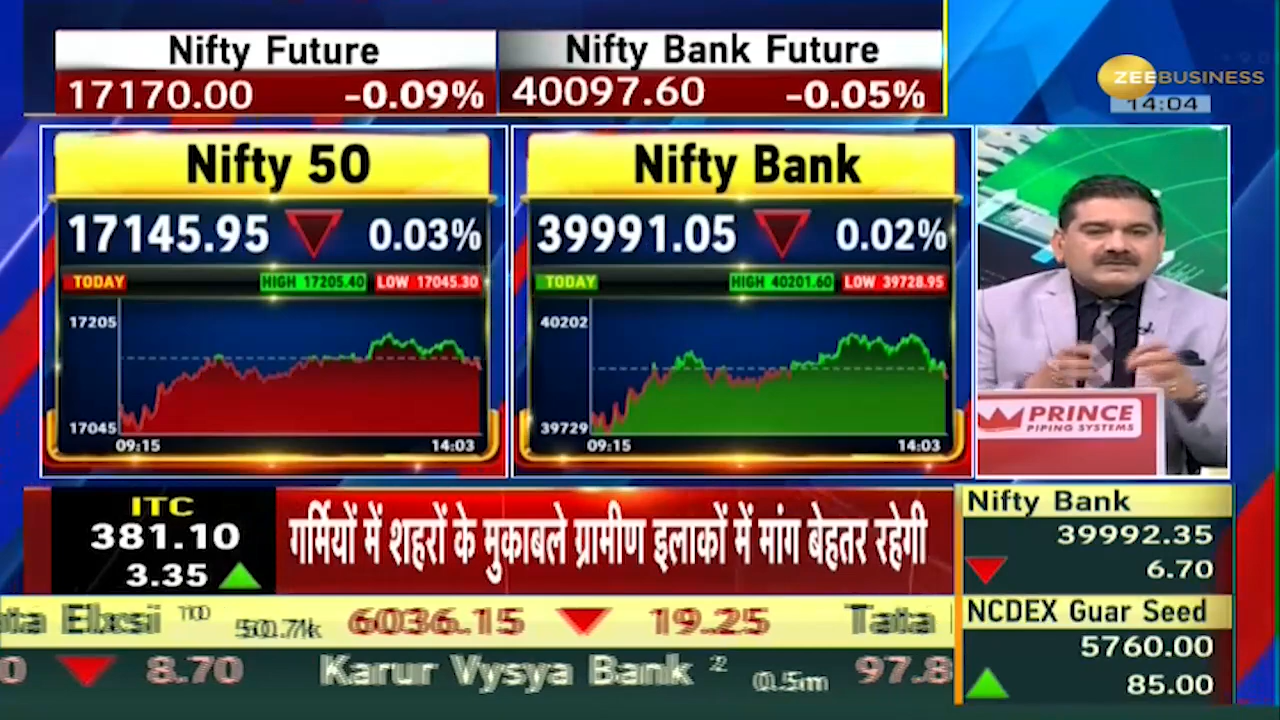 Nifty Future
17170.00 -0.09%
Nifty Bank Future
40097.60 -0.05%
ZEEBUSINESS
14:04
Nifty 50
17145.95 0.03%
TODAY HIGH 17205.40 LOW 17045.30
17205
17045
09:15 14:03
Nifty Bank
39991.05 0.02%
TODAY HIGH 40201.60 LOW 39728.95
40202
39729
09:15 14:03
PRINCE
PIPING SYSTEMS
ITC
381.10
3.35
गर्मियों में शहरों के मुकाबले ग्रामीण इलाकों में मांग बेहतर रहेगी
Nifty Bank
39992.35
6.70
NCDEX Guar Seed
5760.00
85.00
ta Elxsi 50.71k 6036.15 19.25 Tata
0 8.70 Karur Vysya Bank 0.5m 97.8